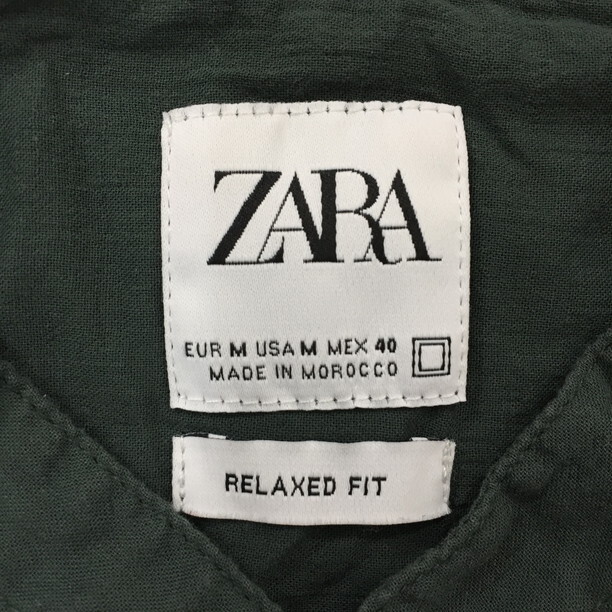 ZARA
EUR M USA M MEX 40
MADE IN MOROCCO
RELAXED FIT